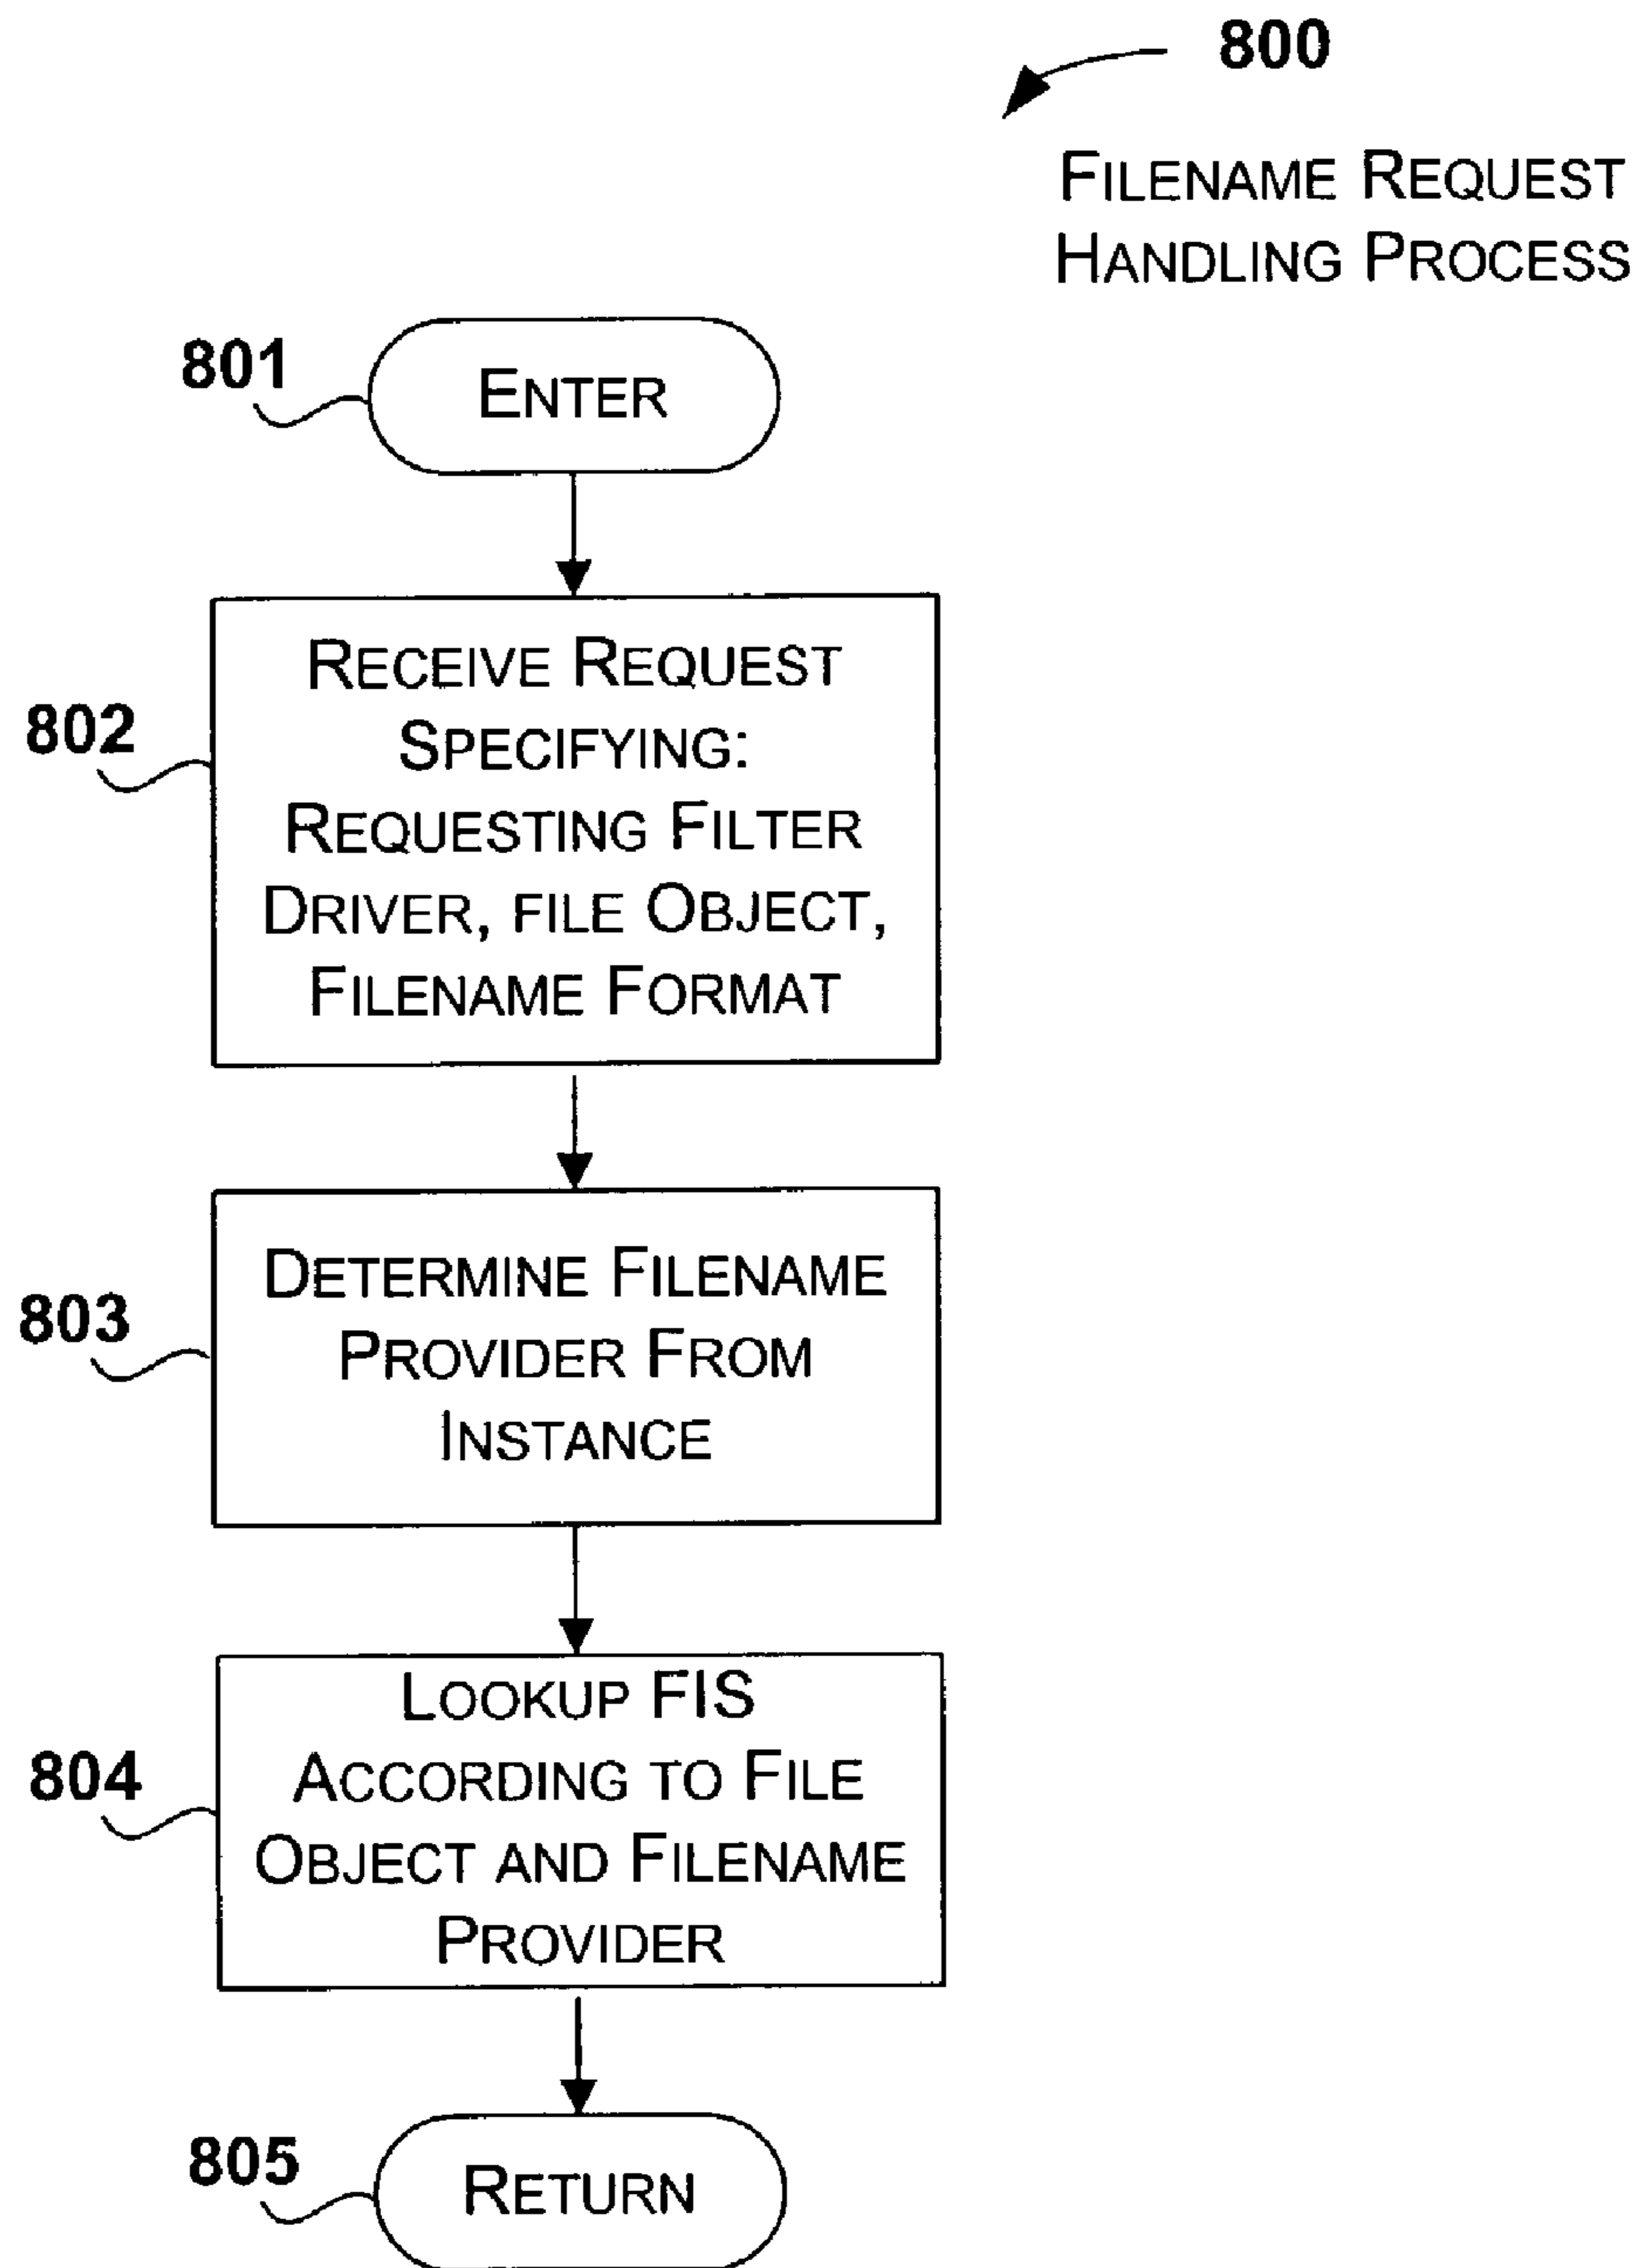 800
FILENAME REQUEST
HANDLING PROCESS
801
ENTER
802
RECEIVE REQUEST
SPECIFYING:
REQUESTING FILTER
DRIVER, FILE OBJECT,
FILENAME FORMAT
803
DETERMINE FILENAME
PROVIDER FROM
INSTANCE
804
LOOKUP FIS
ACCORDING TO FILE
OBJECT AND FILENAME
PROVIDER
805
RETURN